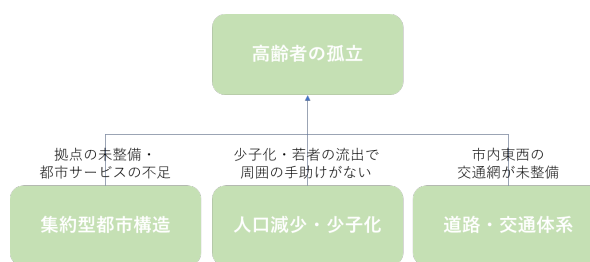 高齢者の孤立
拠点の未整備・
都市サービスの不足
少子化・若者の流出で
周囲の手助けがない
市内東西の
交通網が未整備
集約型都市構造
人口減少・少子化
道路・交通体系